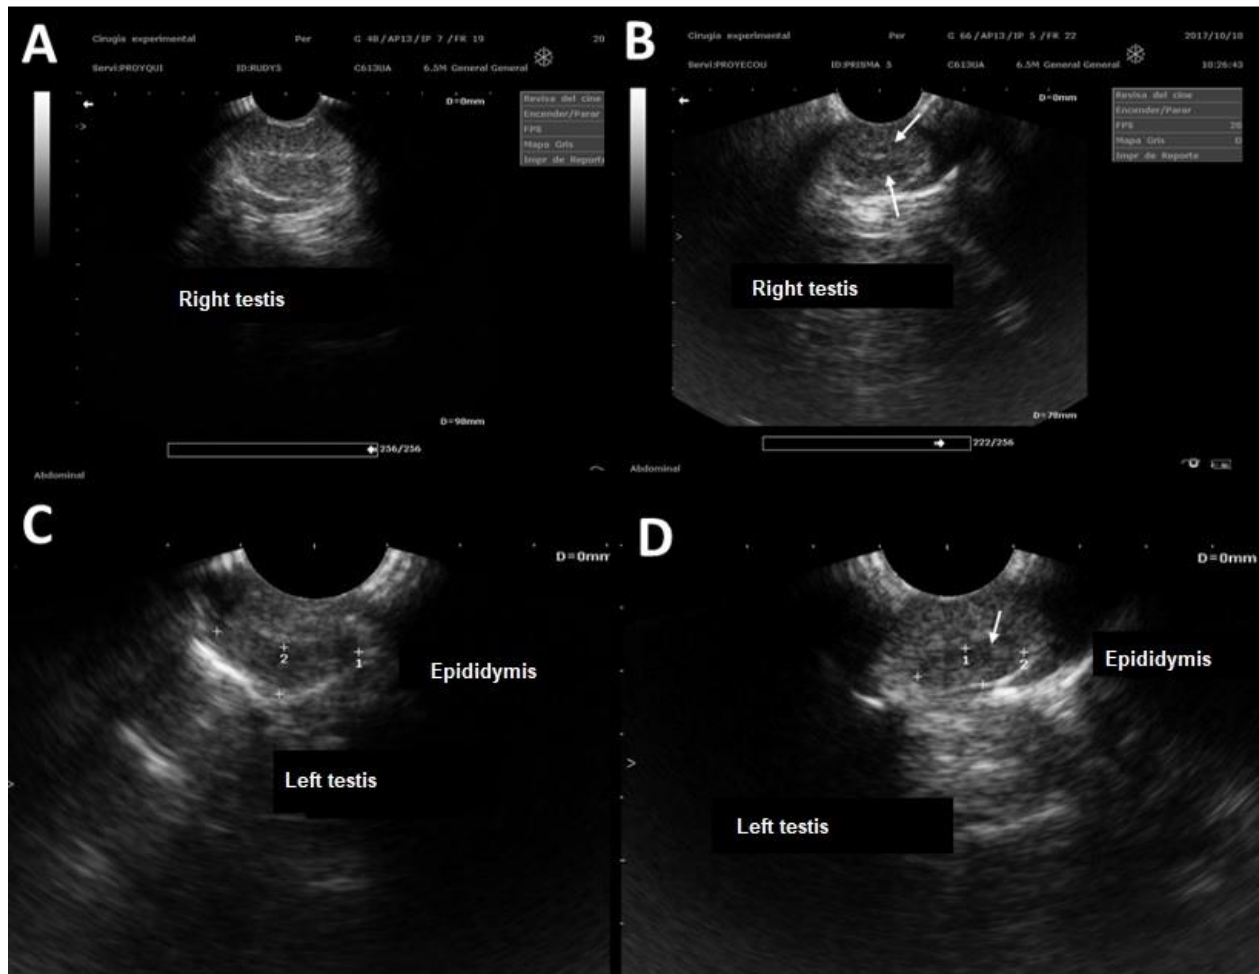 A
Cirugia experimental Per G 48/AP13/IP 7 /FR 19 20
Servi:PROYQUI ID:RUDYS C613UA 6.5M General General
D=0mm
Revisa del cine
Encender/Parar
FPS
Mapa Gris
Impr de Reporte
Right testis
D=98mm
256/256
Abdominal
B
Cirugia experimental Per G 66/AP13/IP 5 /FR 22 2017/10/10
Servi:PROYECOU ID:PRISMA 5 C613UA 6.5M General General 10:26:43
D=0mm
Revisa del cine
Encender/Parar
FPS 28
Mapa Gris 0
Impr de Reporte
Right testis
D=78mm
222/256
Abdominal
C
D=0mm
2
1
Epididymis
Left testis
D
D=0mm
1
2
Epididymis
Left testis